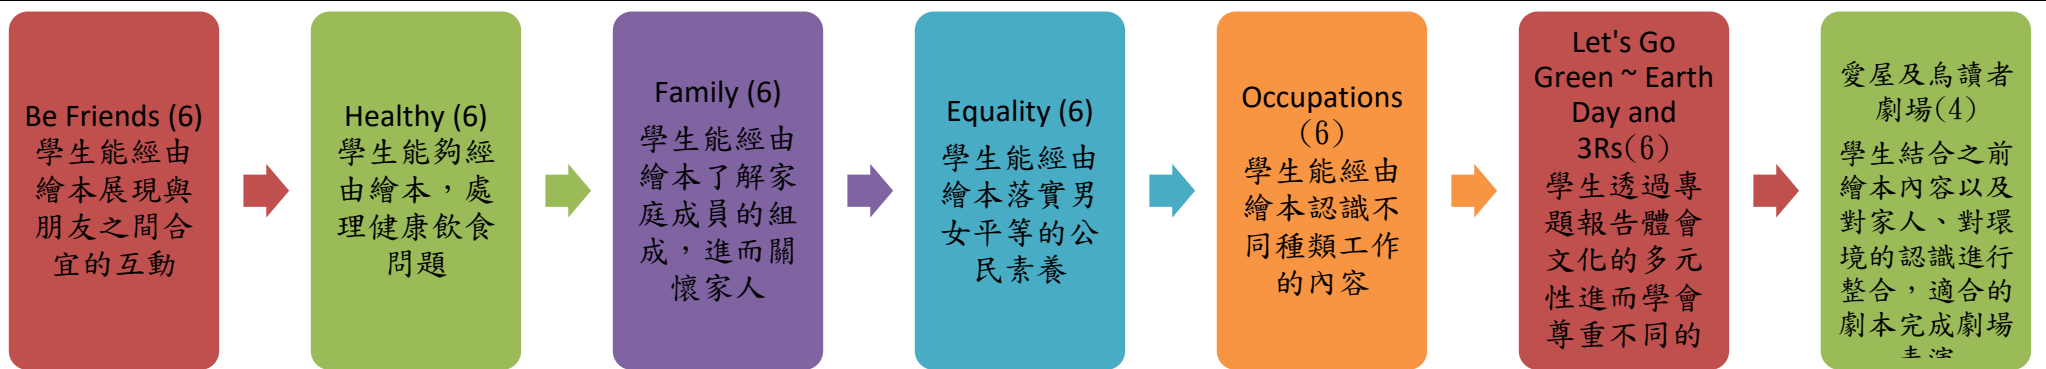 Be Friends (6)
學生能經由
繪本展現與
朋友之間合
宜的互動
Healthy (6)
學生能夠經
由繪本，處
理健康飲食
問題
Family (6)
學生能經由
繪本了解家
庭成員的組
成，進而關
懷家人
Equality (6)
學生能經由
繪本落實男
女平等的公
民素養
Occupations
(6)
學生能經由
繪本認識不
同種類工作
的內容
Let's Go
Green ~ Earth
Day and
3Rs(6)
學生透過專
題報告體會
文化的多元
性進而學會
尊重不同的
愛屋及烏讀者
劇場(4)
學生結合之前
繪本內容以及
對家人、對環
境的認識進行
整合，適合的
劇本完成劇場